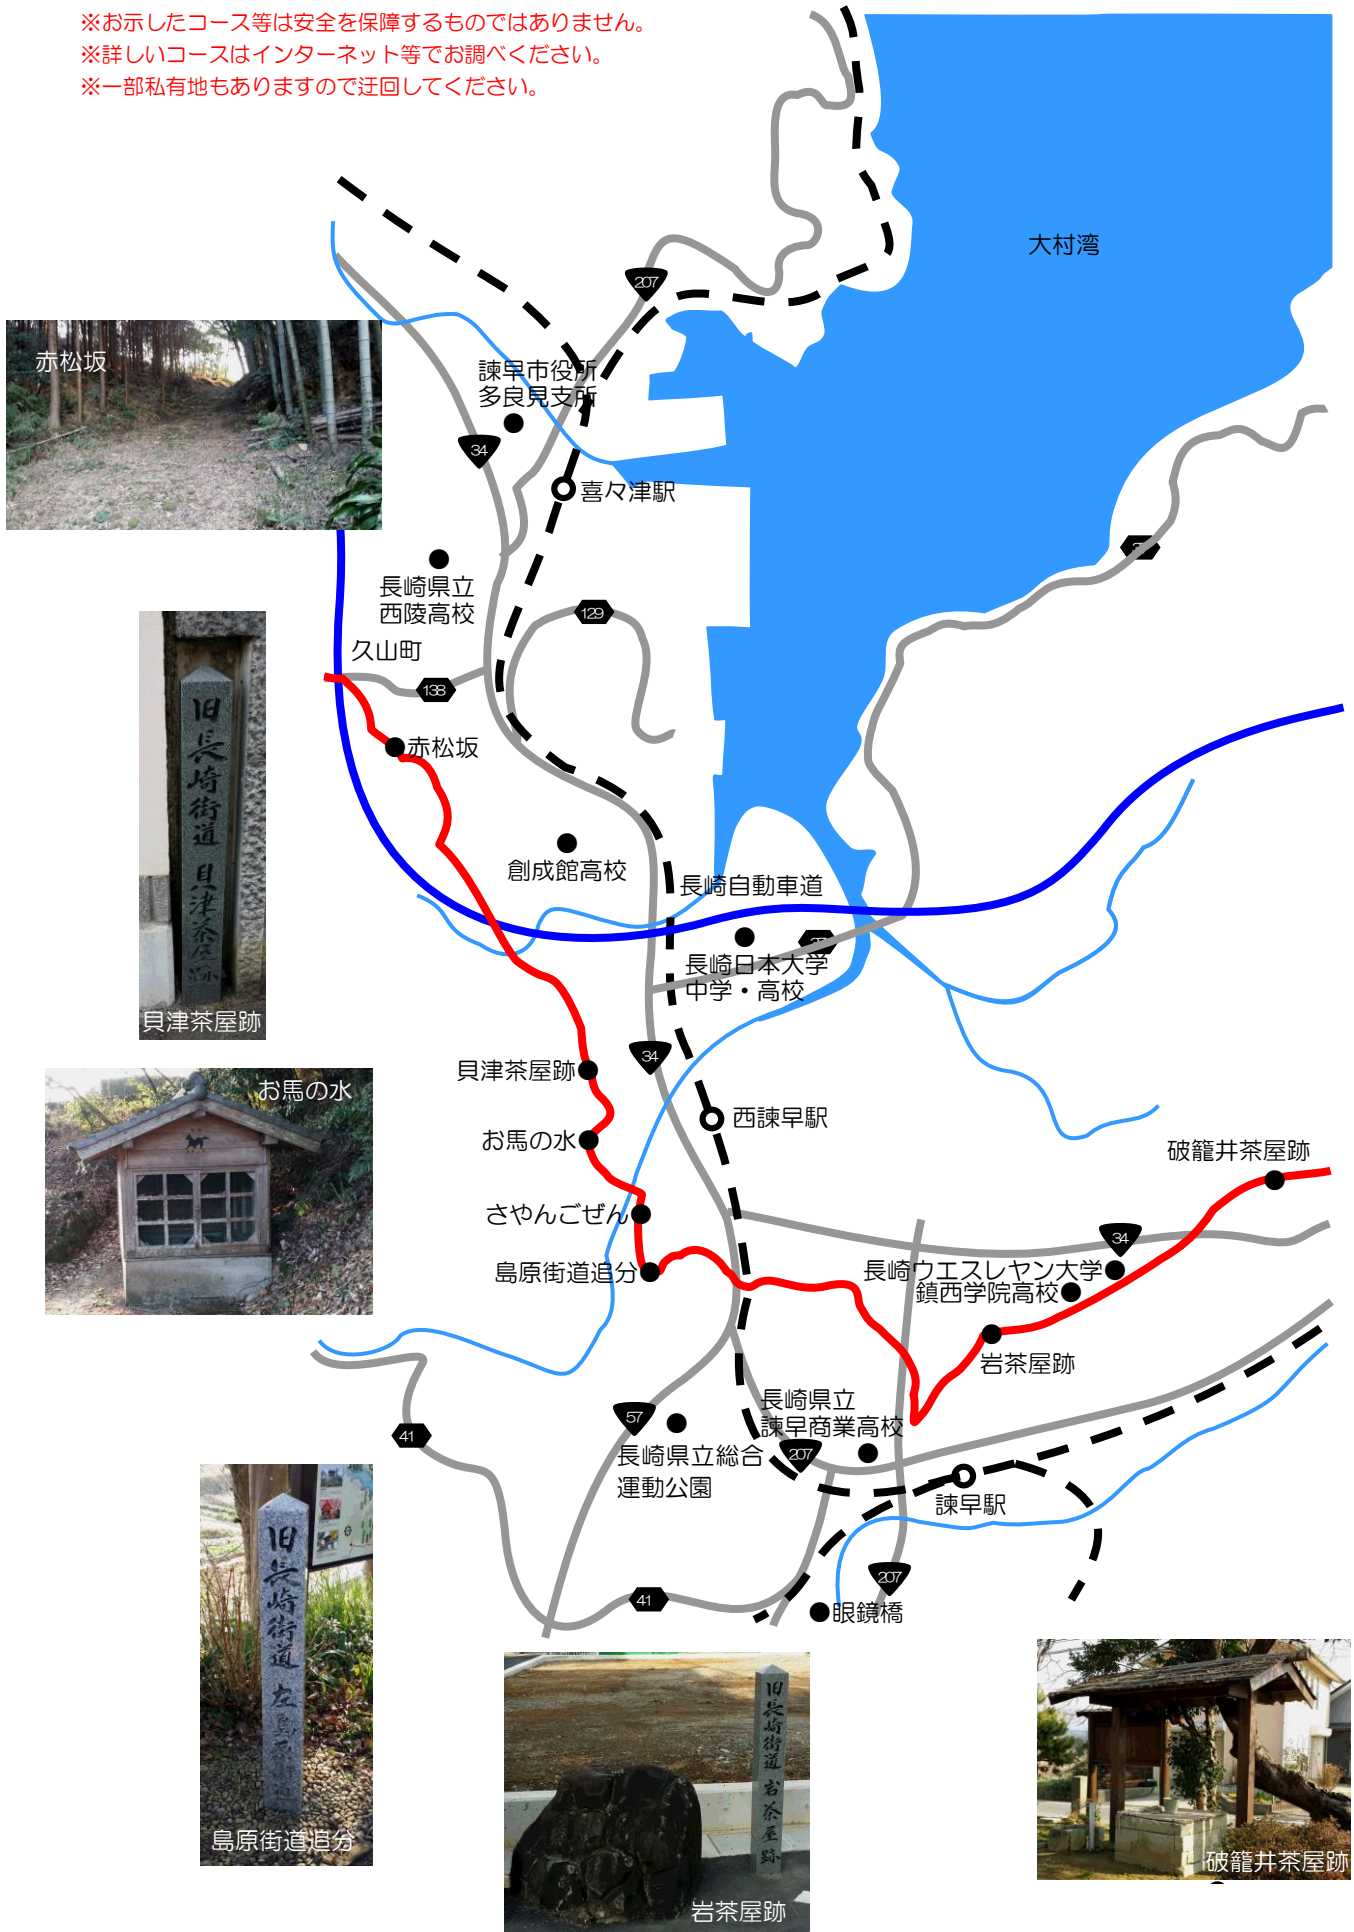 ※お示したコース等は安全を保障するものではありません。
※詳しいコースはインターネット等でお調べください。
※一部私有地もありますので迂回してください。
大村湾
207
赤松坂
諫早市役所
多良見支所
34
喜々津駅
長崎県立
西陵高校
129
久山町
138
赤松坂
旧長崎街道 貝津茶屋跡
貝津茶屋跡
創成館高校
長崎自動車道
長崎日本大学
中学・高校
34
貝津茶屋跡
お馬の水
お馬の水
西諫早駅
破籠井茶屋跡
さやんごぜん
34
島原街道追分
長崎ウエスレヤン大学
鎮西学院高校
岩茶屋跡
長崎県立
諫早商業高校
57
41
長崎県立総合
運動公園
207
諫早駅
旧長崎街道
島原街道追分
207
41
眼鏡橋
旧長崎街道 岩茶屋跡
岩茶屋跡
破籠井茶屋跡